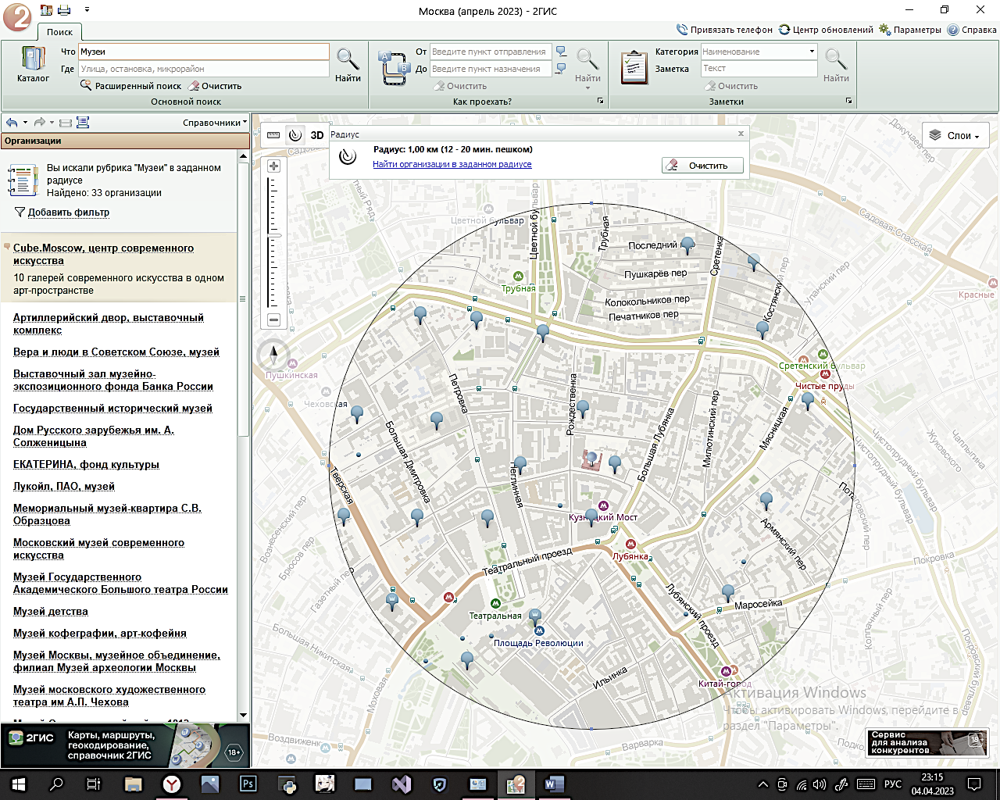 Москва (апрель 2023) - 2ГИС
Поиск
Привязать телефон
Центр обновлений
Параметры
Справка
Каталог
Что
Музеи
Где
Улица, остановка, микрорайон
Найти
Расширенный поиск
Очистить
Основной поиск
От
Введите пункт отправления
До
Введите пункт назначения
Найти
Очистить
Как проехать?
Категория
Наименование
Заметка
Текст
Найти
Очистить
Заметки
Справочники
Организации
Вы искали рубрика "Музеи" в заданном
радиусе
Найдено: 33 организации
Добавить фильтр
Cube.Moscow, центр современного
искусства
10 галерей современного искусства в одном
арт-пространстве
Артиллерийский двор, выставочный
комплекс
Вера и люди в Советском Союзе, музей
Выставочный зал музейно-
экспозиционного фонда Банка России
Государственный исторический музей
Дом Русского зарубежья им. А.
Солженицына
ЕКАТЕРИНА, фонд культуры
Лукойл, ПАО, музей
Мемориальный музей-квартира С.В.
Образцова
Московский музей современного
искусства
Музей Государственного
Академического Большого театра России
Музей детства
Музей кофеграфии, арт-кофейня
Музей Москвы, музейное объединение,
филиал Музей археологии Москвы
Музей московского художественного
театра им А.П. Чехова
2ГИС
Карты, маршруты,
геокодирование,
справочник 2ГИС
18+
3D
Радиус
Радиус: 1,00 км (12 - 20 мин. пешком)
Найти организации в заданном радиусе
Очистить
Слои
Докучаев пер
Садовая-Спасская
Цветной бульвар
Цветной бульвар
Трубная
Последний пер
Сретенка
Пушкарёв пер
Трубная
Колокольников пер
Печатников пер
Костянский пер
Уланский пер
Красные
Пушкинская
Чеховская
Сретенский бульвар
Чистые пруды
Петровка
Рождественка
Большая Лубянка
Милютинский пер
Мясницкая
Большая Дмитровка
Неглинная
Тверская
Чистопрудный бульвар
Чистопрудный бульвар
Жуковского
Чаплыгина
Потаповский пер
Кузнецкий Мост
Армянский пер
Вознесенский пер
Брюсов пер
Газетный пер
Театральный проезд
Лубянка
Покровка
Лубянский проезд
Маросейка
Театральная
Площадь Революции
Колпачный пер
Покровский бульвар
Большая Никитская
Моховая
Ильинка
Китай-город
Воздвиженка
Варварка
Активация Windows
Чтобы активировать Windows, перейдите в
раздел "Параметры".
Сервис
для анализа
конкурентов
18
РУС
23:15
04.04.2023